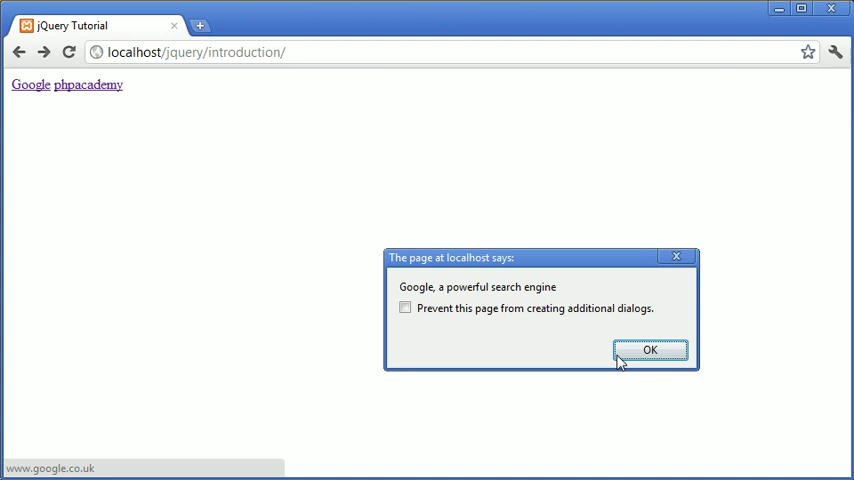 jQuery Tutorial
localhost/jquery/introduction/
Google phpacademy
The page at localhost says:
Google, a powerful search engine
Prevent this page from creating additional dialogs.
OK
www.google.co.uk